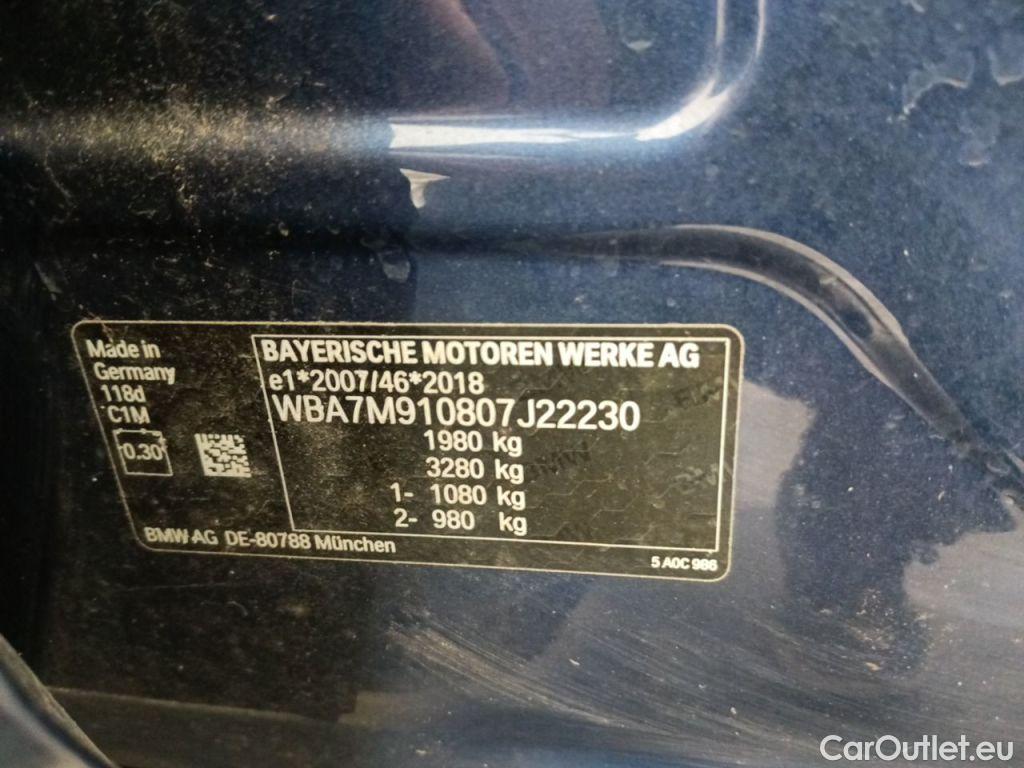 Made in
Germany
118d
C1M
0.30
BAYERISCHE MOTOREN WERKE AG
e1*2007/46*2018
WBA7M910807J22230
1980 kg
3280 kg
1- 1080 kg
2- 980 kg
BMW AG DE-80788 München
5 A0C 986
CarOutlet.eu